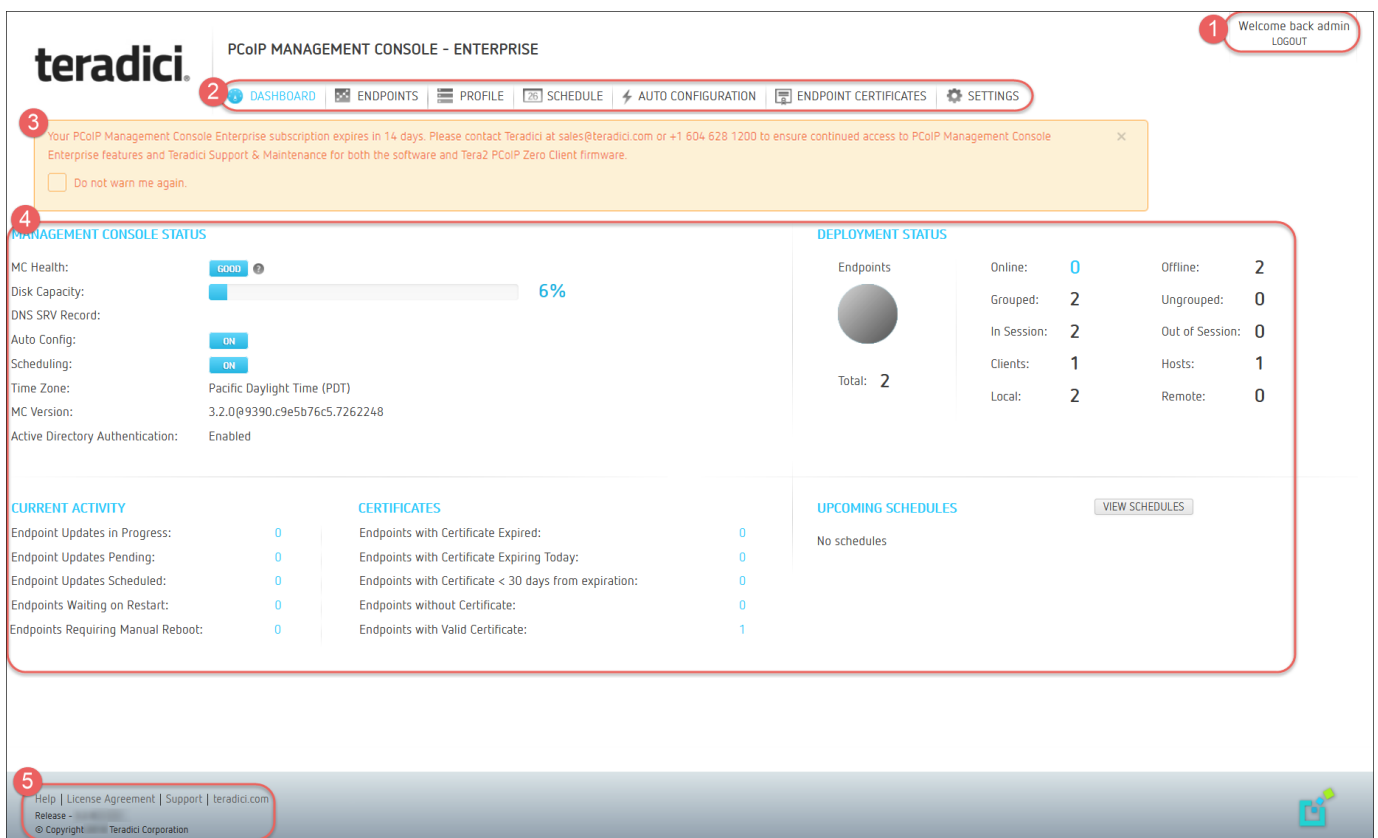 1
Welcome back admin
LOGOUT
teradici.
PCoIP MANAGEMENT CONSOLE - ENTERPRISE
2
DASHBOARD
ENDPOINTS
PROFILE
26
SCHEDULE
AUTO CONFIGURATION
ENDPOINT CERTIFICATES
SETTINGS
3
Your PCoIP Management Console Enterprise subscription expires in 14 days. Please contact Teradici at sales@teradici.com or +1 604 628 1200 to ensure continued access to PCoIP Management Console
Enterprise features and Teradici Support & Maintenance for both the software and Tera2 PCoIP Zero Client firmware.
×
Do not warn me again.
4
MANAGEMENT CONSOLE STATUS
MC Health: GOOD ?
Disk Capacity: 6%
DNS SRV Record:
Auto Config: ON
Scheduling: ON
Time Zone: Pacific Daylight Time (PDT)
MC Version: 3.2.0@9390.c9e5b76c5.7262248
Active Directory Authentication: Enabled
DEPLOYMENT STATUS
Endpoints
Total: 2
Online: 0 Offline: 2
Grouped: 2 Ungrouped: 0
In Session: 2 Out of Session: 0
Clients: 1 Hosts: 1
Local: 2 Remote: 0
CURRENT ACTIVITY
Endpoint Updates in Progress: 0
Endpoint Updates Pending: 0
Endpoint Updates Scheduled: 0
Endpoints Waiting on Restart: 0
Endpoints Requiring Manual Reboot: 0
CERTIFICATES
Endpoints with Certificate Expired: 0
Endpoints with Certificate Expiring Today: 0
Endpoints with Certificate < 30 days from expiration: 0
Endpoints without Certificate: 0
Endpoints with Valid Certificate: 1
UPCOMING SCHEDULES
VIEW SCHEDULES
No schedules
5
Help | License Agreement | Support | teradici.com
Release -
© Copyright Teradici Corporation